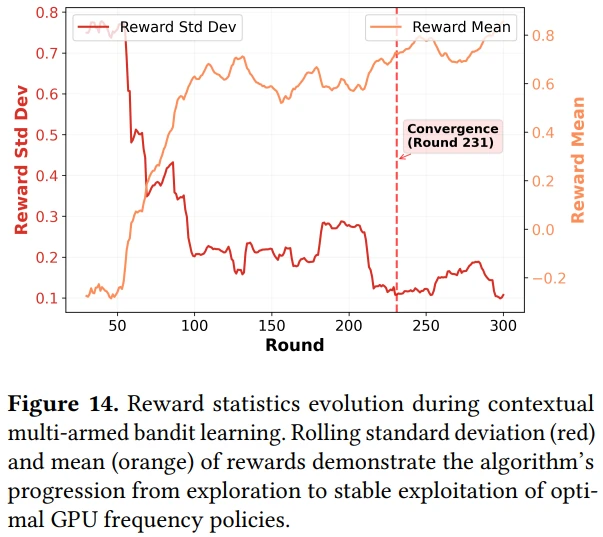 Reward Std Dev
Reward Mean
0.8
0.7
0.6
0.5
0.4
0.3
0.2
0.1
Reward Std Dev
0.8
0.6
0.4
0.2
0.0
−0.2
Reward Mean
Convergence
(Round 231)
50
100
150
200
250
300
Round
Figure 14. Reward statistics evolution during contextual
multi-armed bandit learning. Rolling standard deviation (red)
and mean (orange) of rewards demonstrate the algorithm's
progression from exploration to stable exploitation of opti-
mal GPU frequency policies.